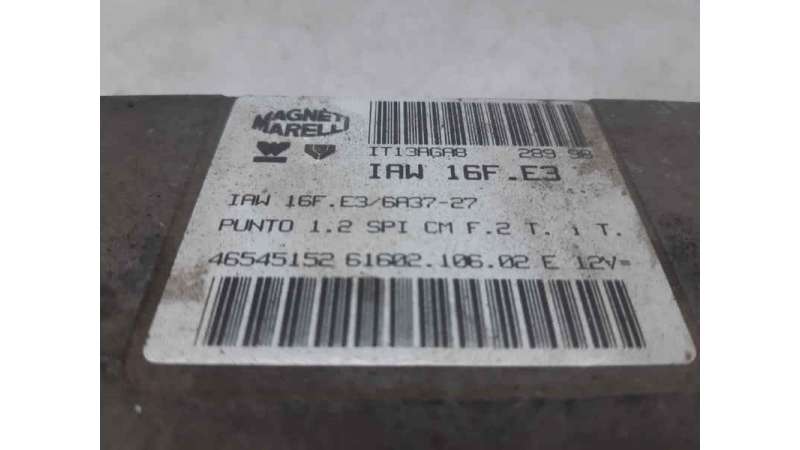 MAGNETI
MARELLI
IT13AGA8 289 98
IAW 16F.E3
IAW 16F.E3/6A37-27
PUNTO 1.2 SPI CM F.2 T. i T.
46545152 61602.106.02 E 12V=